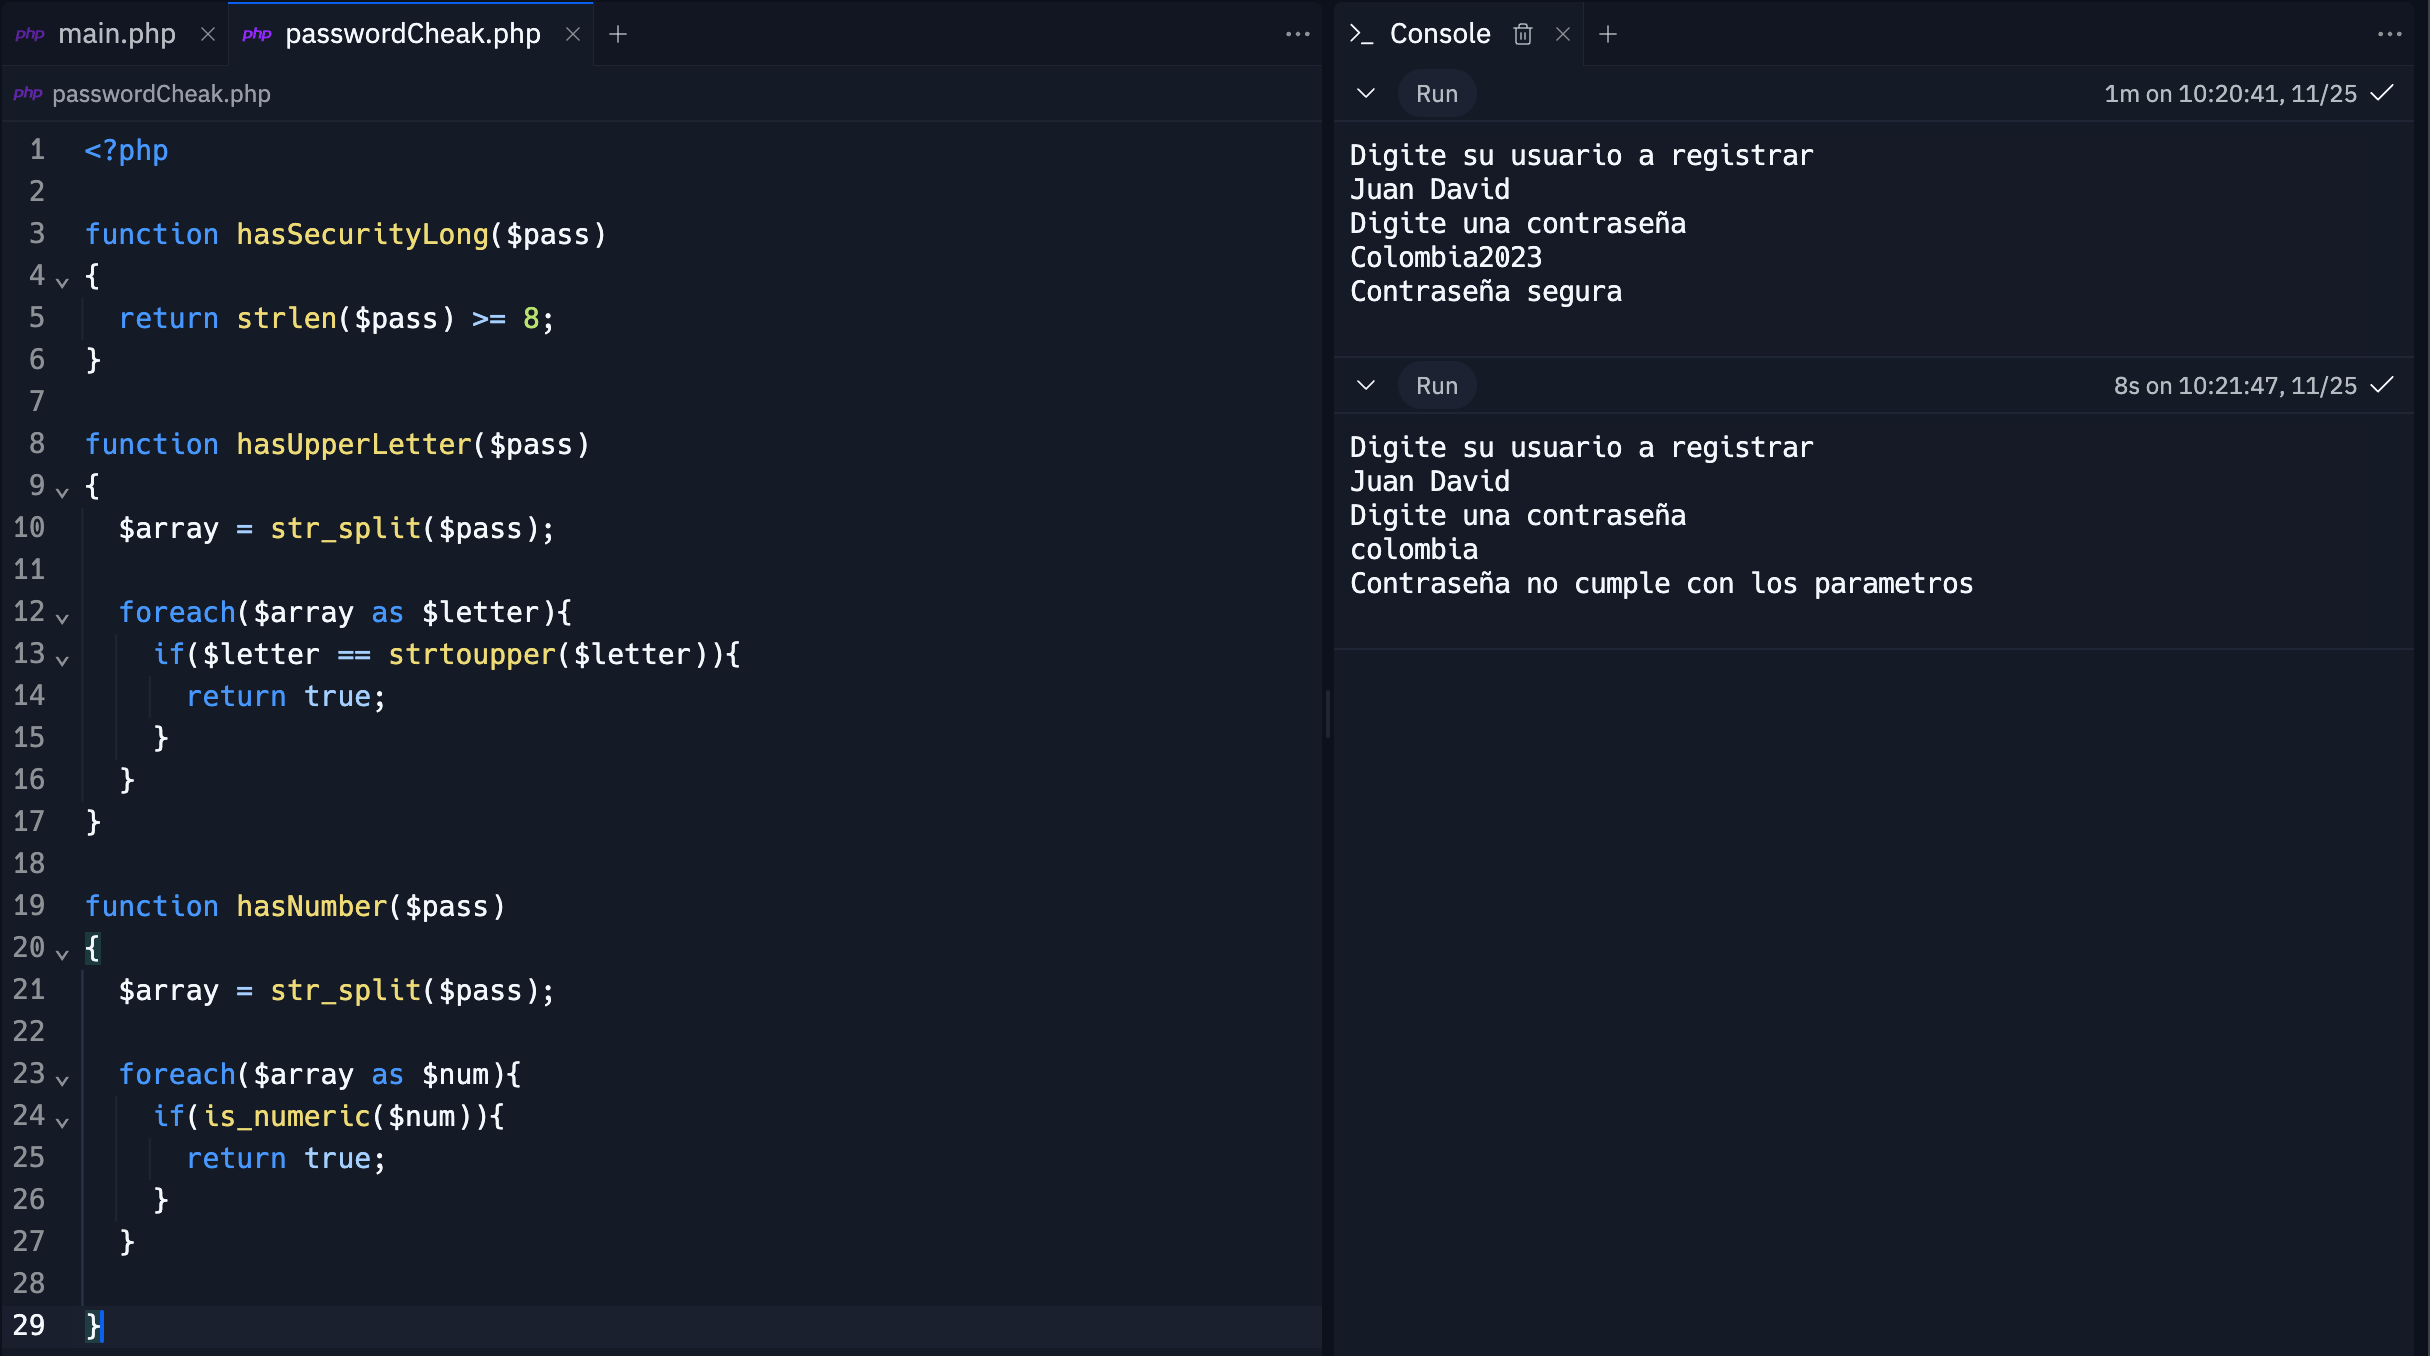 php main.php
php passwordCheak.php
php passwordCheak.php
1 <?php
2
3 function hasSecurityLong($pass)
4 {
5 return strlen($pass) >= 8;
6 }
7
8 function hasUpperLetter($pass)
9 {
10 $array = str_split($pass);
11
12 foreach($array as $letter){
13 if($letter == strtoupper($letter)){
14 return true;
15 }
16 }
17 }
18
19 function hasNumber($pass)
20 {
21 $array = str_split($pass);
22
23 foreach($array as $num){
24 if(is_numeric($num)){
25 return true;
26 }
27 }
28
29 }
Console
Run 1m on 10:20:41, 11/25
Digite su usuario a registrar
Juan David
Digite una contraseña
Colombia2023
Contraseña segura
Run 8s on 10:21:47, 11/25
Digite su usuario a registrar
Juan David
Digite una contraseña
colombia
Contraseña no cumple con los parametros